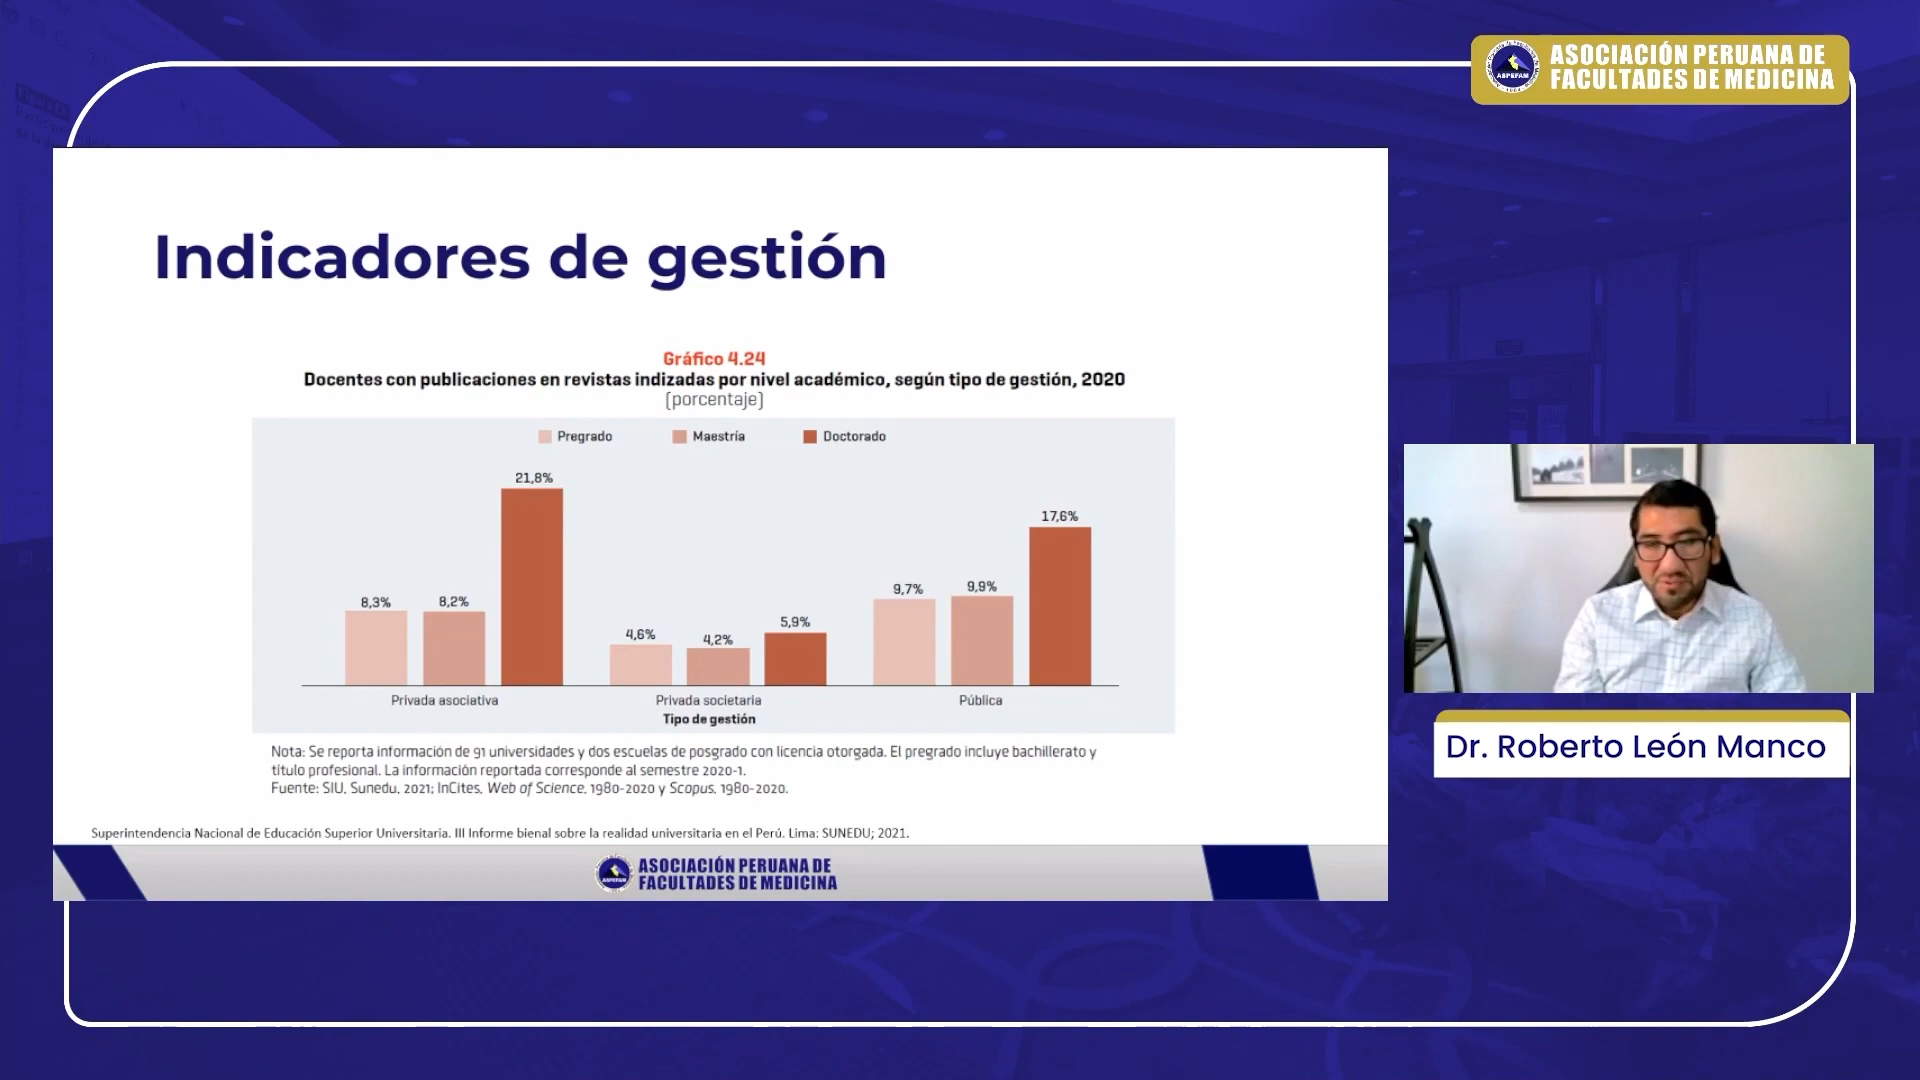 ASOCIACIÓN PERUANA DE
FACULTADES DE MEDICINA
ASPEFAM
Indicadores de gestión
Gráfico 4.24
Docentes con publicaciones en revistas indizadas por nivel académico, según tipo de gestión, 2020
(porcentaje)
Pregrado Maestría Doctorado
21,8%
17,6%
8,3% 8,2% 4,6% 4,2% 5,9% 9,7% 9,9%
Privada asociativa Privada societaria Pública
Tipo de gestión
Nota: Se reporta información de 91 universidades y dos escuelas de posgrado con licencia otorgada. El pregrado incluye bachillerato y
título profesional. La información reportada corresponde al semestre 2020-1.
Fuente: SIU, Sunedu, 2021; InCites, Web of Science, 1980-2020 y Scopus, 1980-2020.
Superintendencia Nacional de Educación Superior Universitaria. III Informe bienal sobre la realidad universitaria en el Perú. Lima: SUNEDU; 2021.
ASPEFAM
ASOCIACIÓN PERUANA DE
FACULTADES DE MEDICINA
Dr. Roberto León Manco